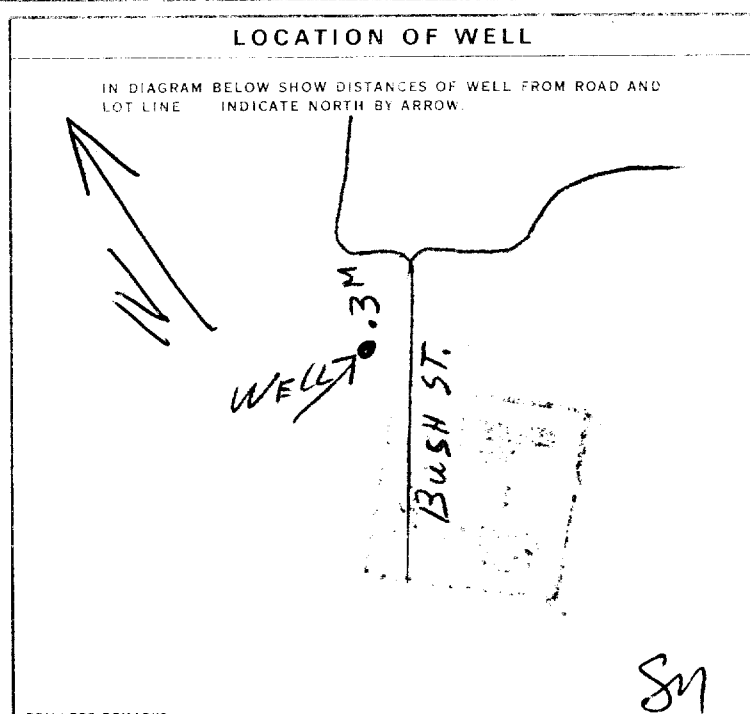 LOCATION OF WELL
IN DIAGRAM BELOW SHOW DISTANCES OF WELL FROM ROAD AND
LOT LINE INDICATE NORTH BY ARROW.
N
.3M
WELL
BUSH ST.